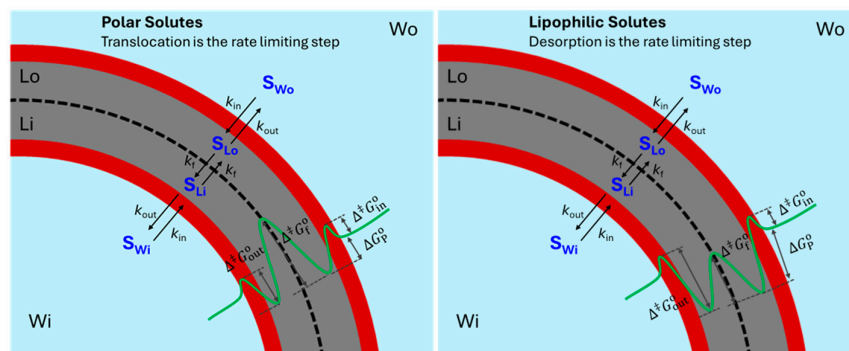 Polar Solutes
Translocation is the rate limiting step
Wo
Lo
Li
S_Wo
k_in
k_out
S_Lo
k_f
k_f
S_Li
k_out
k_in
S_Wi
Δ‡G°_out
Δ‡G°_f
Δ‡G°_in
ΔG°_P
Wi
Lipophilic Solutes
Desorption is the rate limiting step
Wo
Lo
Li
S_Wo
k_in
k_out
S_Lo
k_f
k_f
S_Li
k_out
k_in
S_Wi
Δ‡G°_out
Δ‡G°_f
Δ‡G°_in
ΔG°_P
Wi